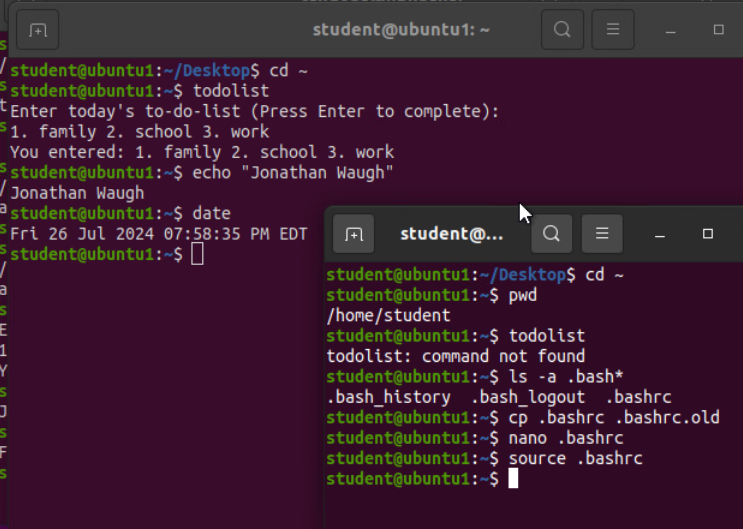 student@ubuntu1: ~
student@ubuntu1:~/Desktop$ cd ~
student@ubuntu1:~$ todolist
Enter today's to-do-list (Press Enter to complete):
1. family 2. school 3. work
You entered: 1. family 2. school 3. work
student@ubuntu1:~$ echo "Jonathan Waugh"
Jonathan Waugh
student@ubuntu1:~$ date
Fri 26 Jul 2024 07:58:35 PM EDT
student@ubuntu1:~$
student@...
student@ubuntu1:~/Desktop$ cd ~
student@ubuntu1:~$ pwd
/home/student
student@ubuntu1:~$ todolist
todolist: command not found
student@ubuntu1:~$ ls -a .bash*
.bash_history  .bash_logout  .bashrc
student@ubuntu1:~$ cp .bashrc .bashrc.old
student@ubuntu1:~$ nano .bashrc
student@ubuntu1:~$ source .bashrc
student@ubuntu1:~$